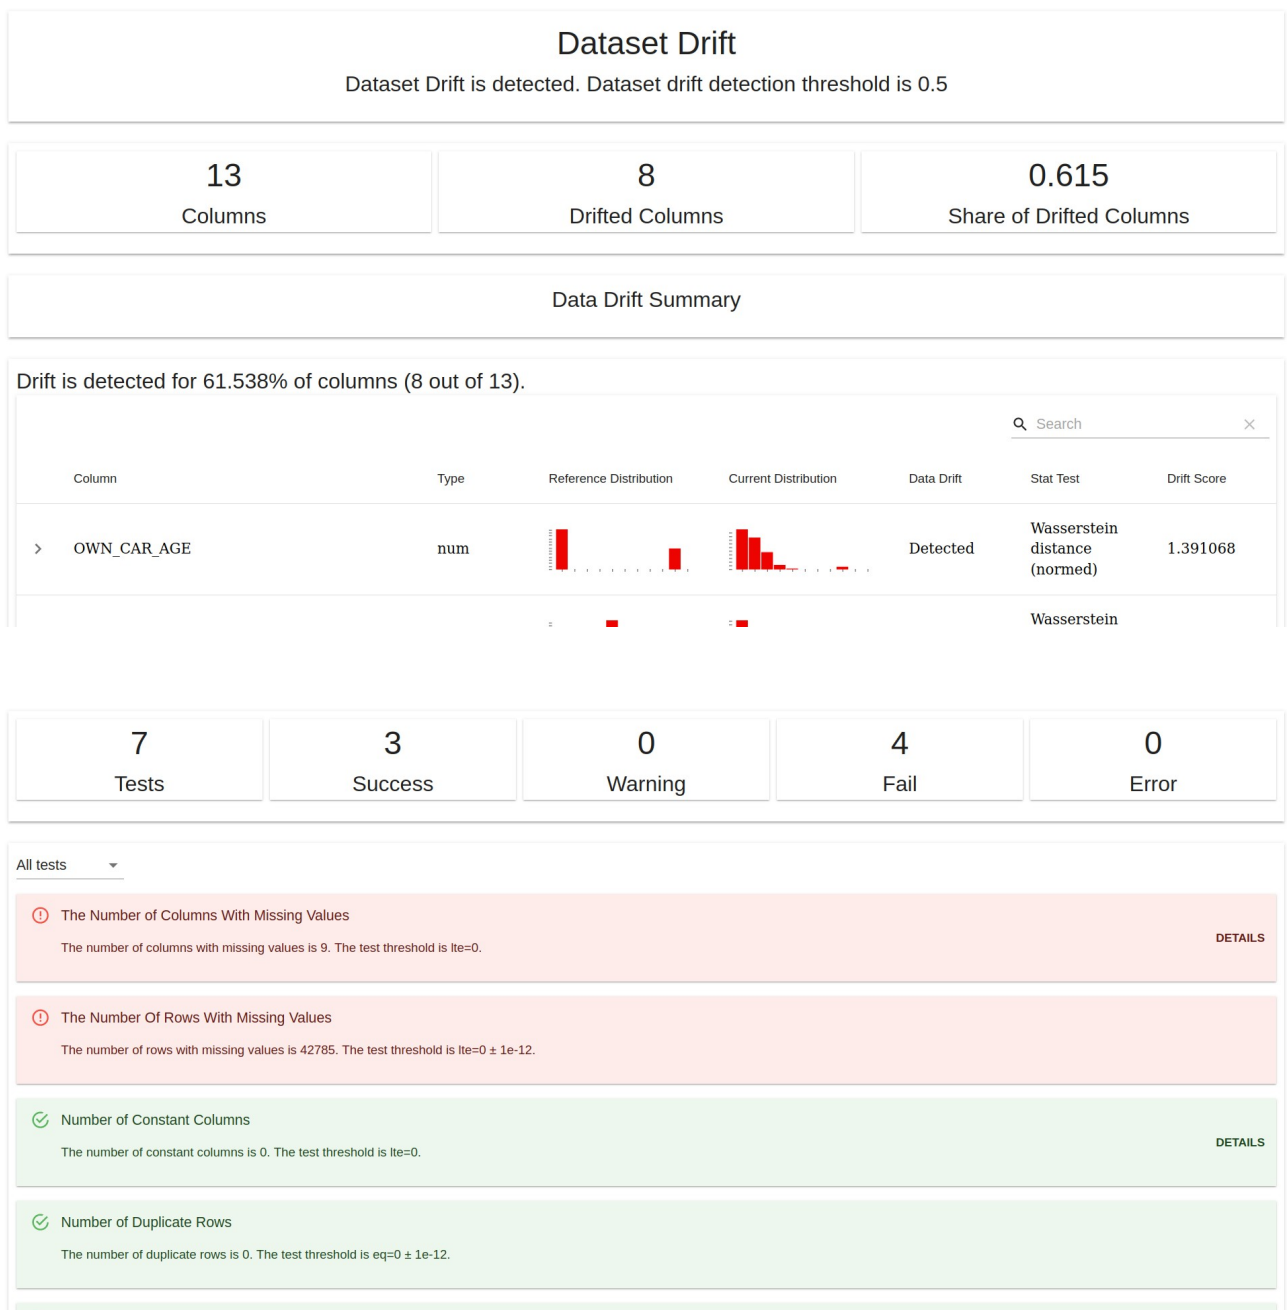 Dataset Drift
Dataset Drift is detected. Dataset drift detection threshold is 0.5
13
Columns
8
Drifted Columns
0.615
Share of Drifted Columns
Data Drift Summary
Drift is detected for 61.538% of columns (8 out of 13).
Search
Column Type Reference Distribution Current Distribution Data Drift Stat Test Drift Score
OWN_CAR_AGE num Detected Wasserstein distance (normed) 1.391068
Wasserstein
7
Tests
3
Success
0
Warning
4
Fail
0
Error
All tests
The Number of Columns With Missing Values
The number of columns with missing values is 9. The test threshold is lte=0.
DETAILS
The Number Of Rows With Missing Values
The number of rows with missing values is 42785. The test threshold is lte=0 ± 1e-12.
Number of Constant Columns
The number of constant columns is 0. The test threshold is lte=0.
DETAILS
Number of Duplicate Rows
The number of duplicate rows is 0. The test threshold is eq=0 ± 1e-12.